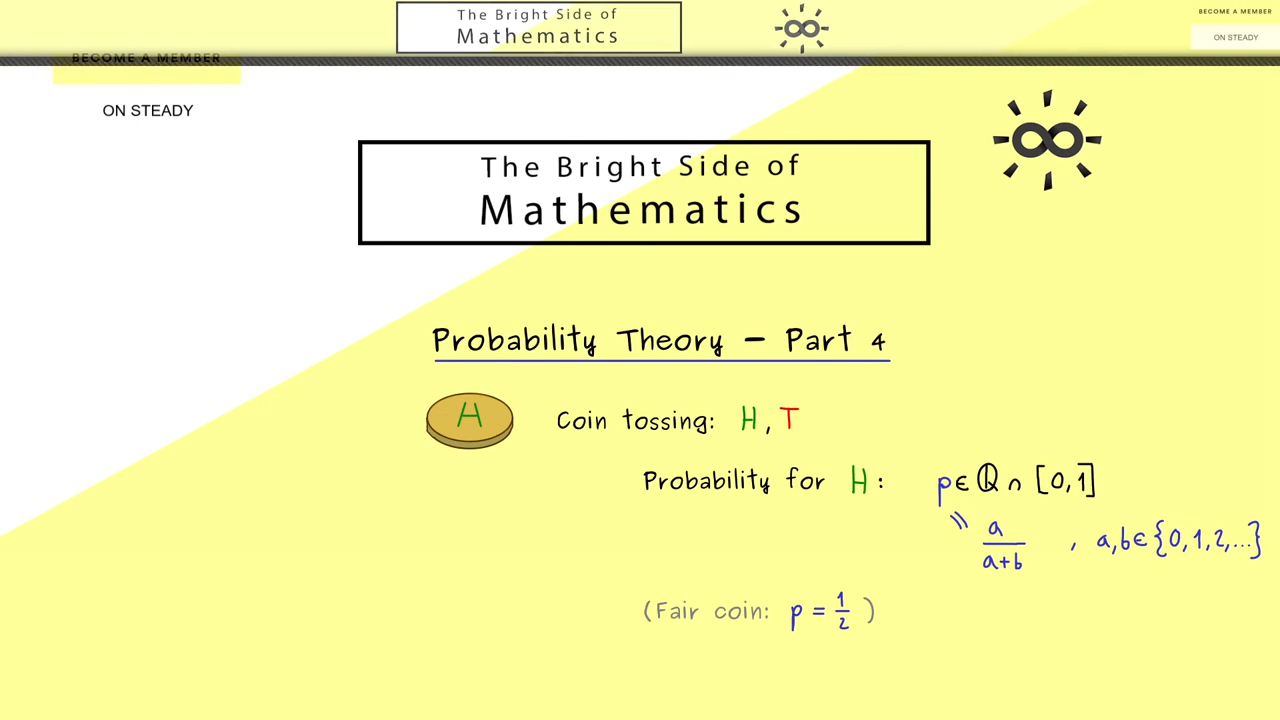 The Bright Side of
Mathematics
BECOME A MEMBER
ON STEADY
BECOME A MEMBER
ON STEADY
The Bright Side of
Mathematics
Probability Theory – Part 4
H
Coin tossing: H, T
Probability for H: p ∈ ℚ ∩ [0,1]
= a/(a+b) , a,b ∈ {0,1,2,...}
(Fair coin: p = 1/2 )